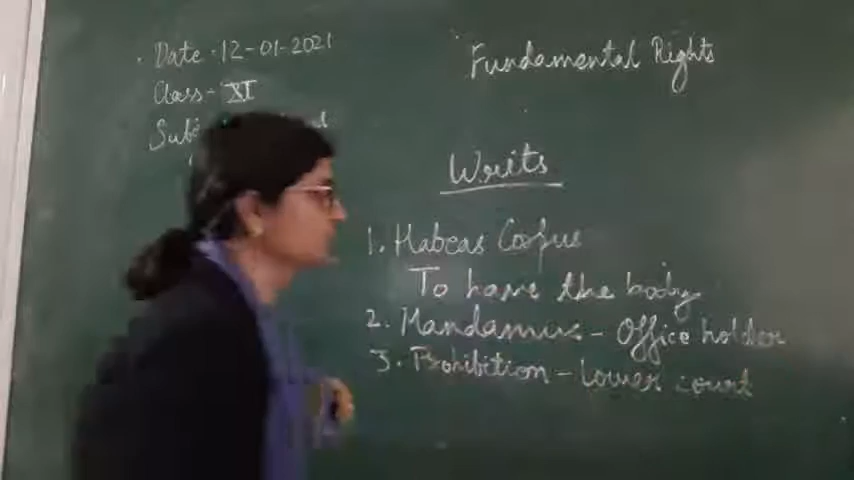 Date - 12-01-2021
Class - XI
Fundamental Rights
Writs
1. Habeas Corpus
To have the body
2. Mandamus - Office holder
3. Prohibition - Lower court